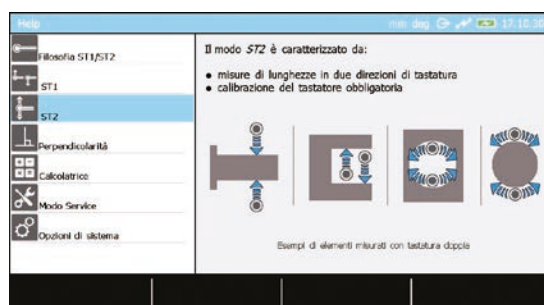 Help
mm deg 17:10:30
Filosofia ST1/ST2
ST1
ST2
Perpendicolarità
Calcolatrice
Modo Service
Opzioni di sistema
Il modo ST2 è caratterizzato da:
• misure di lunghezze in due direzioni di tastatura
• calibrazione del tastatore obbligatoria
Esempi di elementi misurati con tastatura doppia